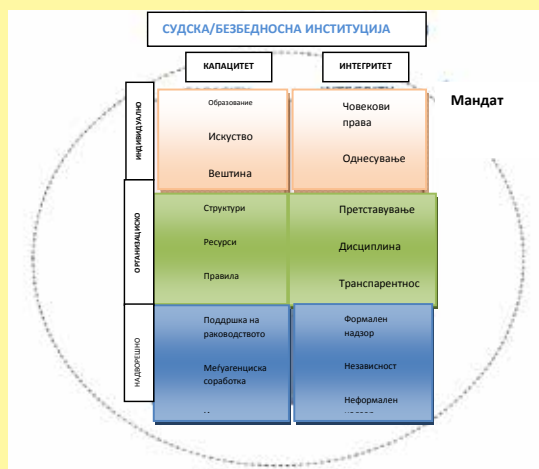 СУДСКА/БЕЗБЕДНОСНА ИНСТИТУЦИЈА
КАПАЦИТЕТ
ИНТЕГРИТЕТ
Мандат
ИНДИВИДУАЛНО
Образование
Искуство
Вештина
Човекови
права
Однесување
ОРГАНИЗАЦИСКО
Структури
Ресурси
Правила
Претставување
Дисциплина
Транспарентнос
НАДВОРЕШНО
Поддршка на
раководството
Меѓуагенциска
соработка
Формален
надзор
Независност
Неформален